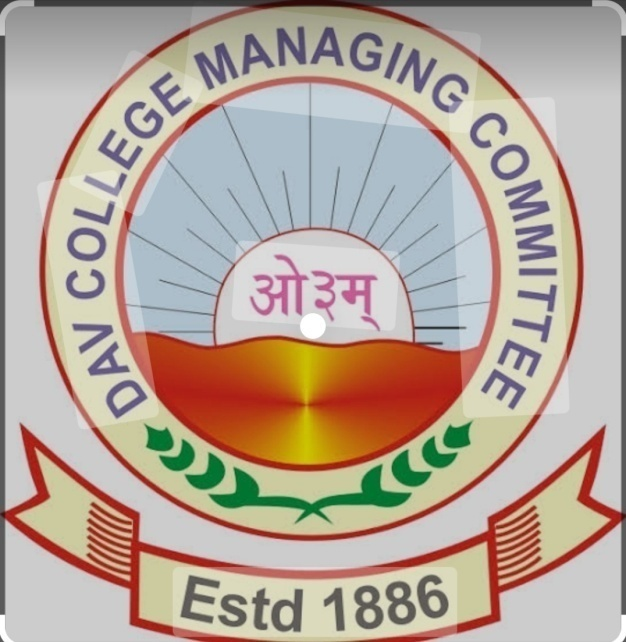 DAV COLLEGE MANAGING COMMITTEE
ओ३म्
Estd 1886